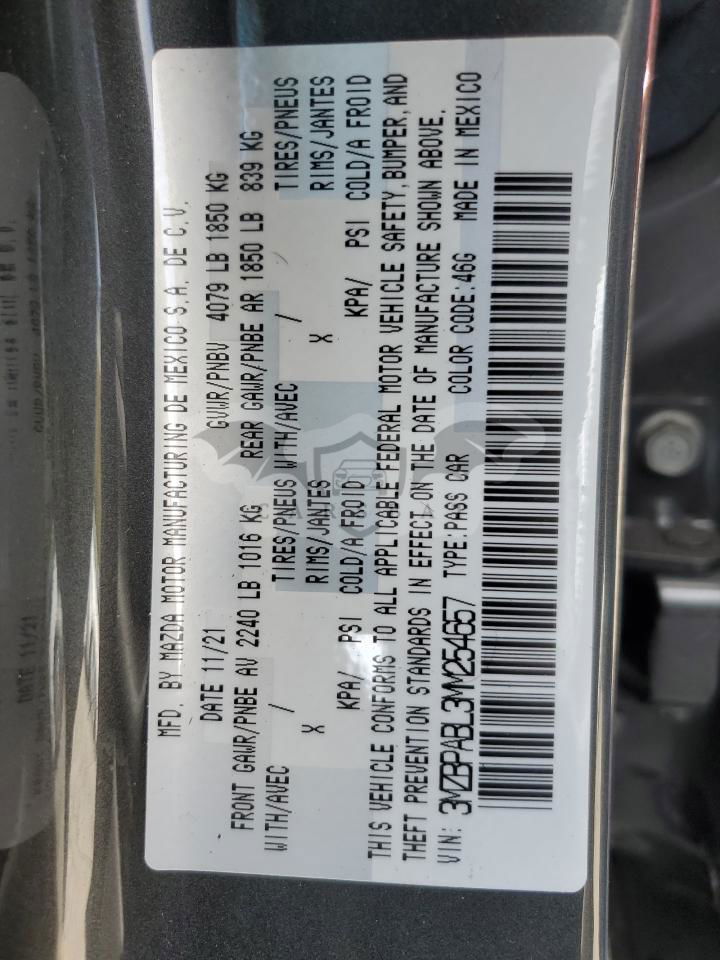 MFD. BY MAZDA MOTOR MANUFACTURING DE MEXICO S.A. DE C.V.
DATE 11/21 GVWR/PNBV 4079 LB 1850 KG
FRONT GAWR/PNBE AV 2240 LB 1016 KG REAR GAWR/PNBE AR 1850 LB 839 KG
WITH/AVEC / TIRES/PNEUS WITH/AVEC / TIRES/PNEUS
X RIMS/JANTES X RIMS/JANTES
KPA/ PSI COLD/A FROID KPA/ PSI COLD/A FROID
THIS VEHICLE CONFORMS TO ALL APPLICABLE FEDERAL MOTOR VEHICLE SAFETY, BUMPER, AND
THEFT PREVENTION STANDARDS IN EFFECT ON THE DATE OF MANUFACTURE SHOWN ABOVE.
VIN: TYPE:PASS CAR COLOR CODE:46G MADE IN MEXICO